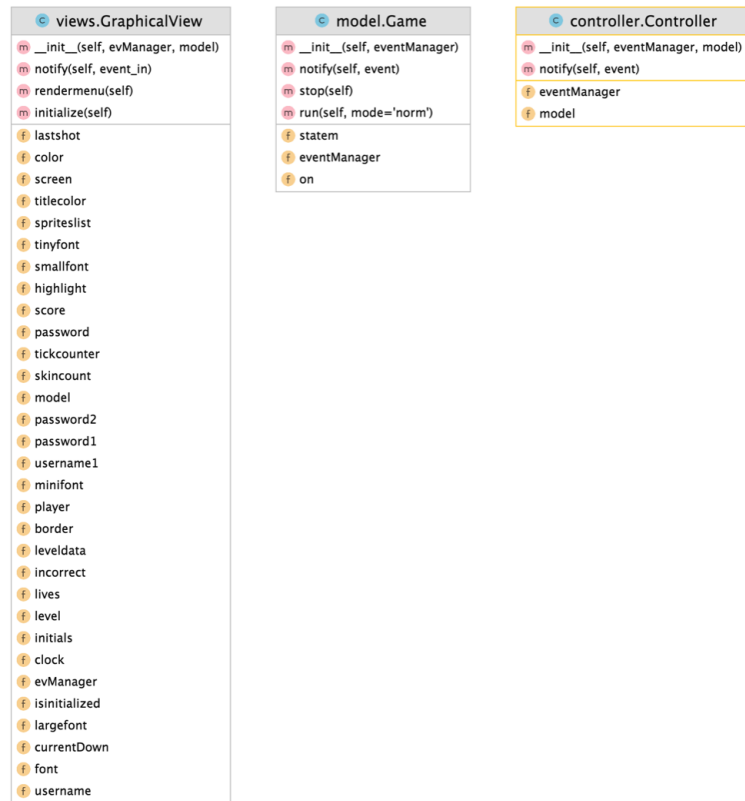 views.GraphicalView
__init__(self, evManager, model)
notify(self, event_in)
rendermenu(self)
initialize(self)
lastshot
color
screen
titlecolor
spriteslist
tinyfont
smallfont
highlight
score
password
tickcounter
skincount
model
password2
password1
username1
minifont
player
border
leveldata
incorrect
lives
level
initials
clock
evManager
isinitialized
largefont
currentDown
font
username
model.Game
__init__(self, eventManager)
notify(self, event)
stop(self)
run(self, mode='norm')
statem
eventManager
on
controller.Controller
__init__(self, eventManager, model)
notify(self, event)
eventManager
model